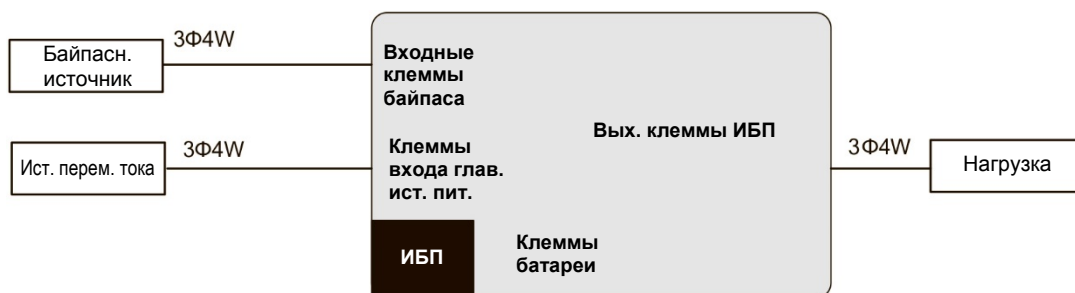 Байпасн.
источник
3Ф4W
Входные
клеммы
байпаса
Вых. клеммы ИБП
Ист. перем. тока
3Ф4W
Клеммы
входа глав.
ист. пит.
3Ф4W
Нагрузка
ИБП
Клеммы
батареи